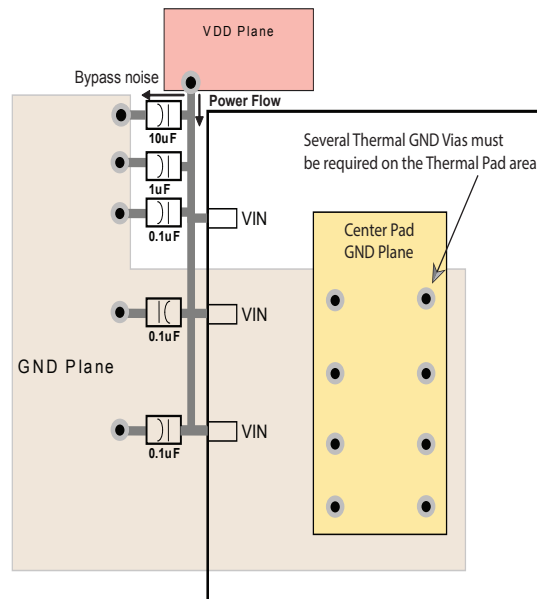 VDD Plane
Bypass noise
Power Flow
10uF
Several Thermal GND Vias must
be required on the Thermal Pad area
1uF
0.1uF
VIN
Center Pad
GND Plane
VIN
0.1uF
GND Plane
VIN
0.1uF